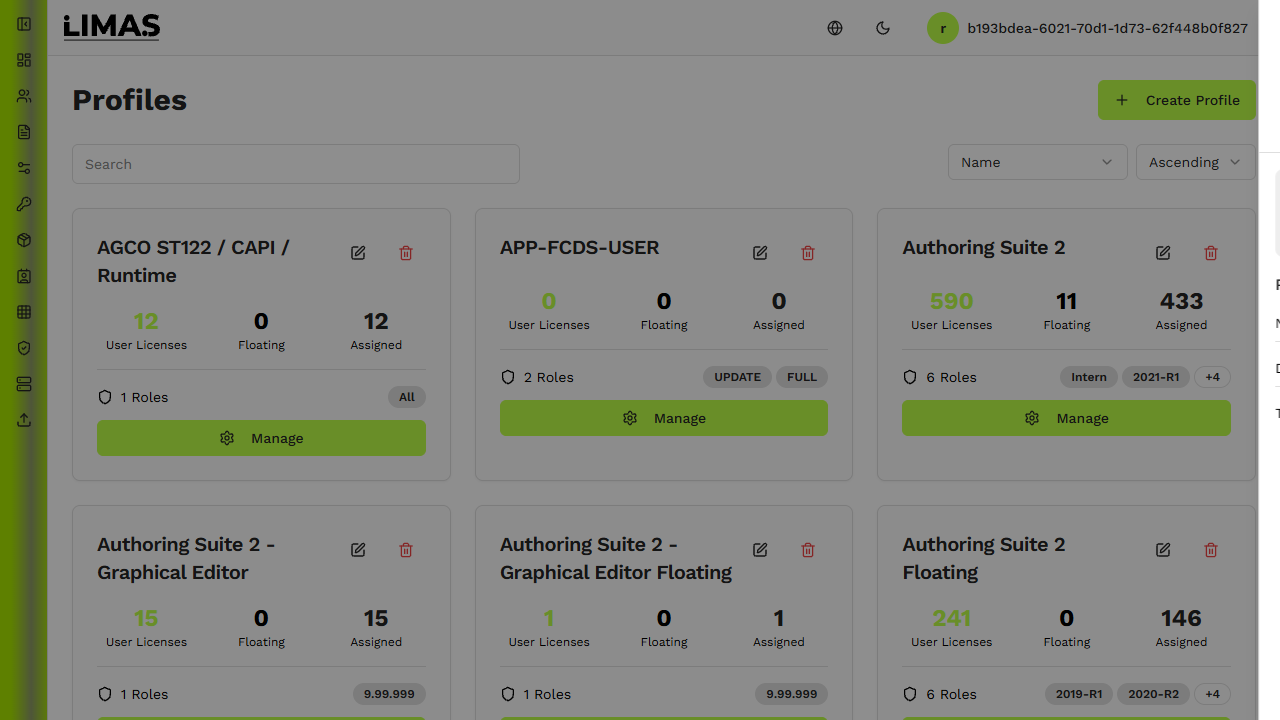 LIMAS
r b193bdea-6021-70d1-1d73-62f448b0f827
Profiles
Create Profile
Search
Name
Ascending
AGCO ST122 / CAPI /
Runtime
12 0 12
User Licenses Floating Assigned
1 Roles All
Manage
APP-FCDS-USER
0 0 0
User Licenses Floating Assigned
2 Roles UPDATE FULL
Manage
Authoring Suite 2
590 11 433
User Licenses Floating Assigned
6 Roles Intern 2021-R1 +4
Manage
Authoring Suite 2 -
Graphical Editor
15 0 15
User Licenses Floating Assigned
1 Roles 9.99.999
Authoring Suite 2 -
Graphical Editor Floating
1 0 1
User Licenses Floating Assigned
1 Roles 9.99.999
Authoring Suite 2
Floating
241 0 146
User Licenses Floating Assigned
6 Roles 2019-R1 2020-R2 +4